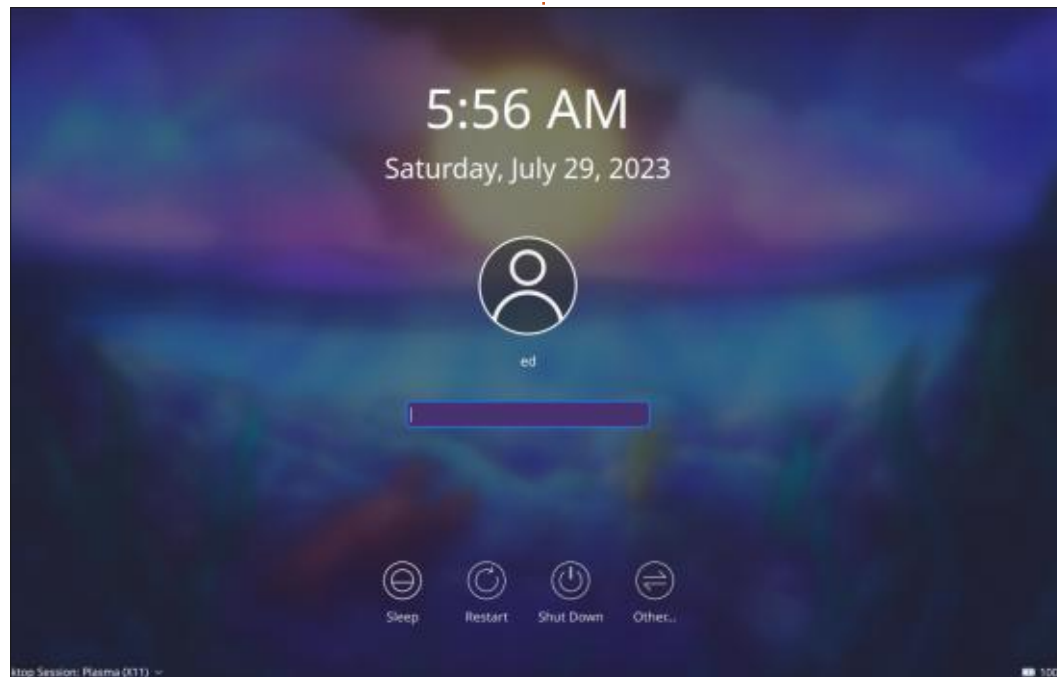 5:56 AM
Saturday, July 29, 2023
ed
Sleep
Restart
Shut Down
Other...
ktop Session: Plasma (X11)
100